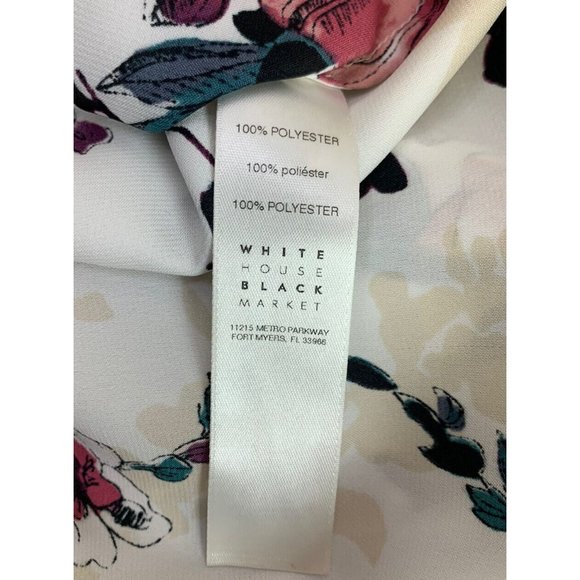 100% POLYESTER
100% poliéster
100% POLYESTER
WHITE
HOUSE
BLACK
MARKET
11215 METRO PARKWAY
FORT MYERS, FL 33966